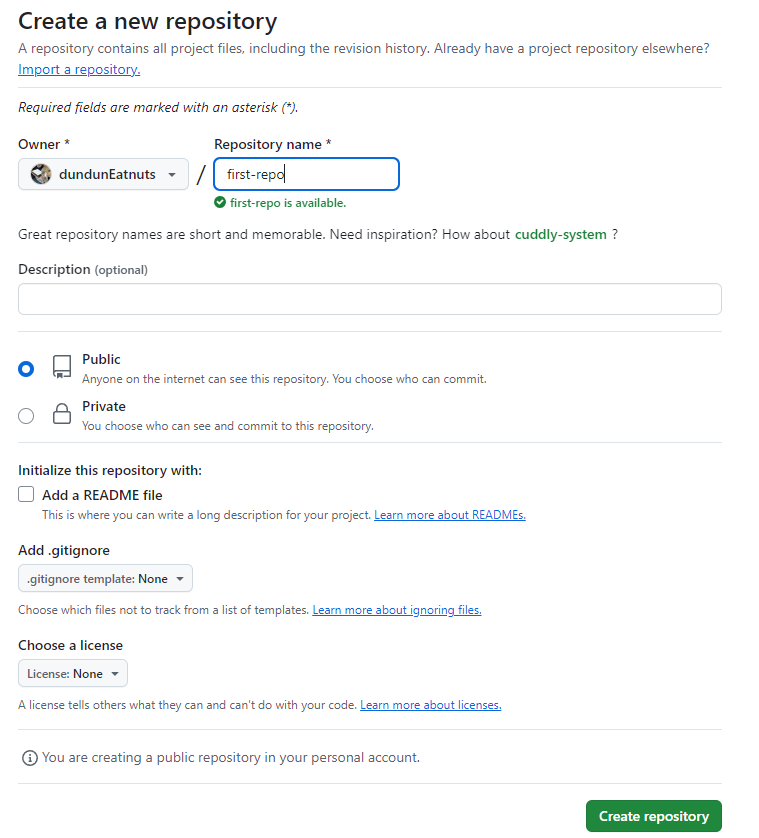 Create a new repository
A repository contains all project files, including the revision history. Already have a project repository elsewhere?
Import a repository.
Required fields are marked with an asterisk (*).
Owner * Repository name *
dundunEatnuts / first-repo
first-repo is available.
Great repository names are short and memorable. Need inspiration? How about cuddly-system ?
Description (optional)
Public
Anyone on the internet can see this repository. You choose who can commit.
Private
You choose who can see and commit to this repository.
Initialize this repository with:
Add a README file
This is where you can write a long description for your project. Learn more about READMEs.
Add .gitignore
.gitignore template: None
Choose which files not to track from a list of templates. Learn more about ignoring files.
Choose a license
License: None
A license tells others what they can and can't do with your code. Learn more about licenses.
You are creating a public repository in your personal account.
Create repository